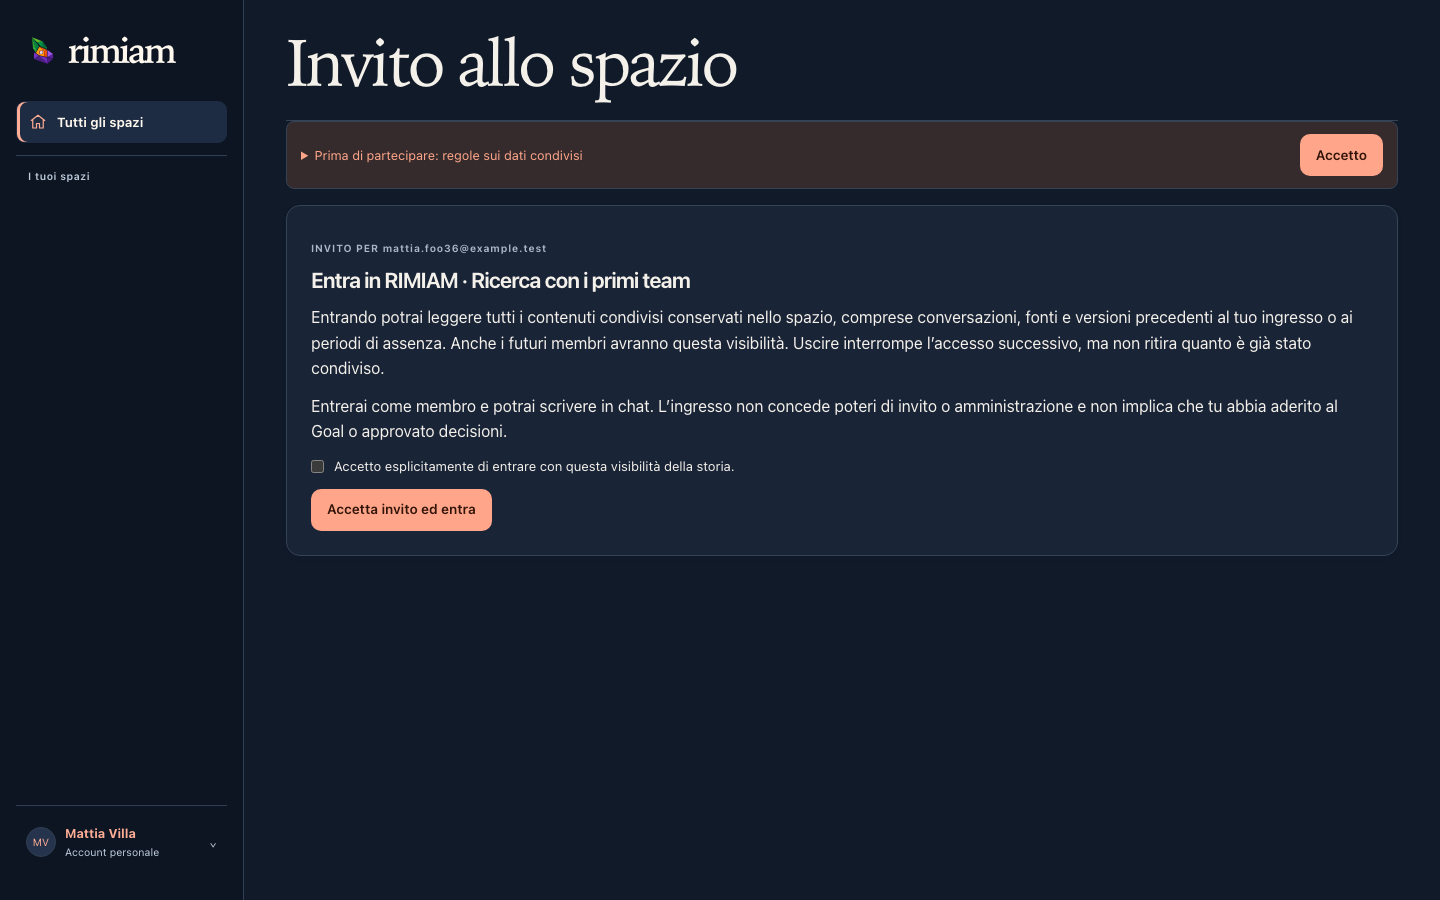 rimiam
Tutti gli spazi
I tuoi spazi
Invito allo spazio
Prima di partecipare: regole sui dati condivisi
Accetto
INVITO PER mattia.foo36@example.test
Entra in RIMIAM · Ricerca con i primi team
Entrando potrai leggere tutti i contenuti condivisi conservati nello spazio, comprese conversazioni, fonti e versioni precedenti al tuo ingresso o ai
periodi di assenza. Anche i futuri membri avranno questa visibilità. Uscire interrompe l’accesso successivo, ma non ritira quanto è già stato
condiviso.
Entrerai come membro e potrai scrivere in chat. L’ingresso non concede poteri di invito o amministrazione e non implica che tu abbia aderito al
Goal o approvato decisioni.
Accetto esplicitamente di entrare con questa visibilità della storia.
Accetta invito ed entra
MV
Mattia Villa
Account personale